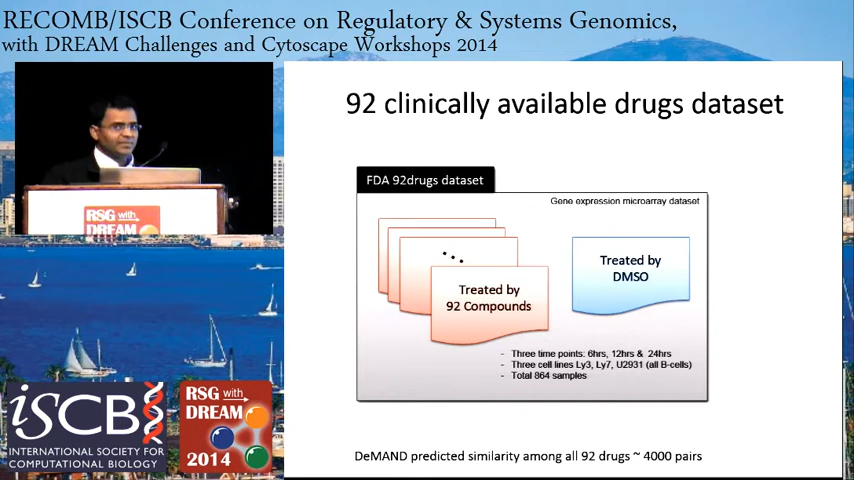 RECOMB/ISCB Conference on Regulatory & Systems Genomics,
with DREAM Challenges and Cytoscape Workshops 2014
92 clinically available drugs dataset
FDA 92drugs dataset
Gene expression microarray dataset
Treated by
92 Compounds
Treated by
DMSO
- Three time points: 6hrs, 12hrs & 24hrs
- Three cell lines Ly3, Ly7, U2931 (all B-cells)
- Total 864 samples
DeMAND predicted similarity among all 92 drugs ~ 4000 pairs
RSG with
DREAM
iSCB
INTERNATIONAL SOCIETY FOR
COMPUTATIONAL BIOLOGY
RSG with
DREAM
2014